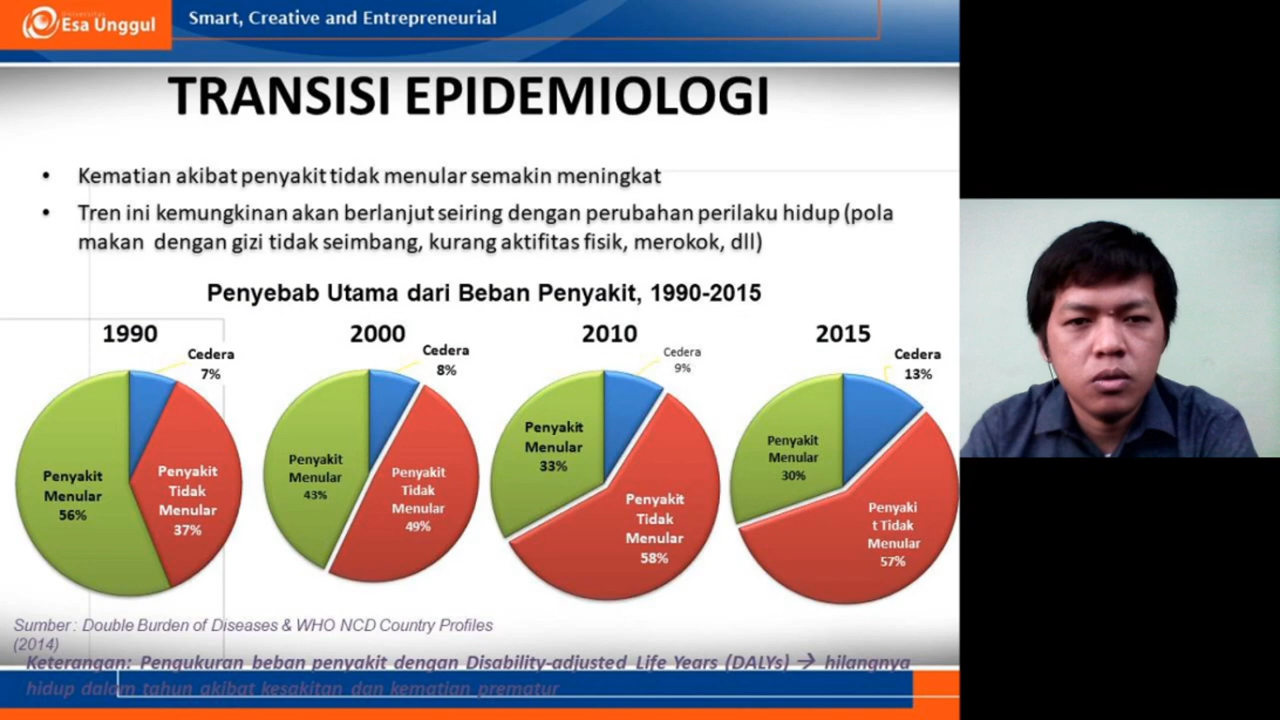 Universitas
Esa Unggul
Smart, Creative and Entrepreneurial
TRANSISI EPIDEMIOLOGI
• Kematian akibat penyakit tidak menular semakin meningkat
• Tren ini kemungkinan akan berlanjut seiring dengan perubahan perilaku hidup (pola
makan dengan gizi tidak seimbang, kurang aktifitas fisik, merokok, dll)
Penyebab Utama dari Beban Penyakit, 1990-2015
1990
Cedera
7%
Penyakit
Menular
56%
Penyakit
Tidak
Menular
37%
2000
Cedera
8%
Penyakit
Menular
43%
Penyakit
Tidak
Menular
49%
2010
Cedera
9%
Penyakit
Menular
33%
Penyakit
Tidak
Menular
58%
2015
Cedera
13%
Penyakit
Menular
30%
Penyaki
t Tidak
Menular
57%
Sumber : Double Burden of Diseases & WHO NCD Country Profiles
(2014)
Keterangan: Pengukuran beban penyakit dengan Disability-adjusted Life Years (DALYs) → hilangnya
hidup dalam tahun akibat kesakitan dan kematian prematur